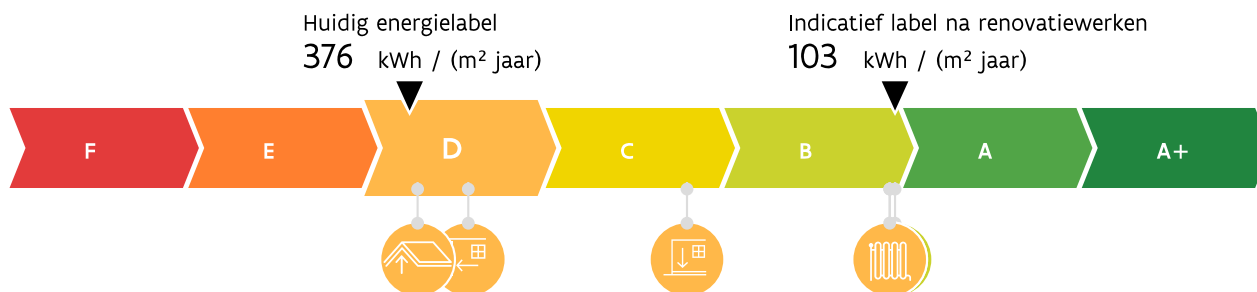 Huidig energielabel
376 kWh / (m² jaar)
Indicatief label na renovatiewerken
103 kWh / (m² jaar)
F E D C B A A+